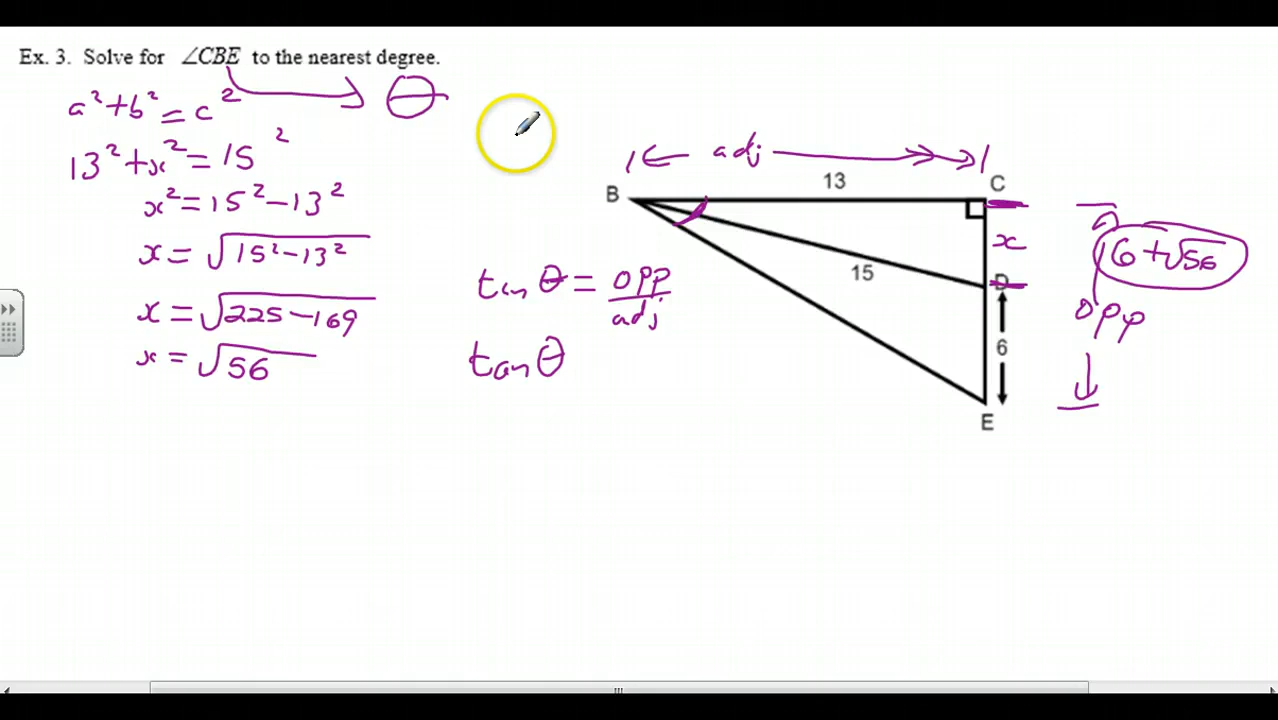 Ex. 3. Solve for ∠CBE to the nearest degree.
a² + b² = c²
θ
13² + x² = 15²
x² = 15² − 13²
x = √15² − 13²
x = √225 − 169
x = √56
tan θ = opp/adj
tan θ
adj
13
B
C
x
15
D
6
E
6 + √56
opp